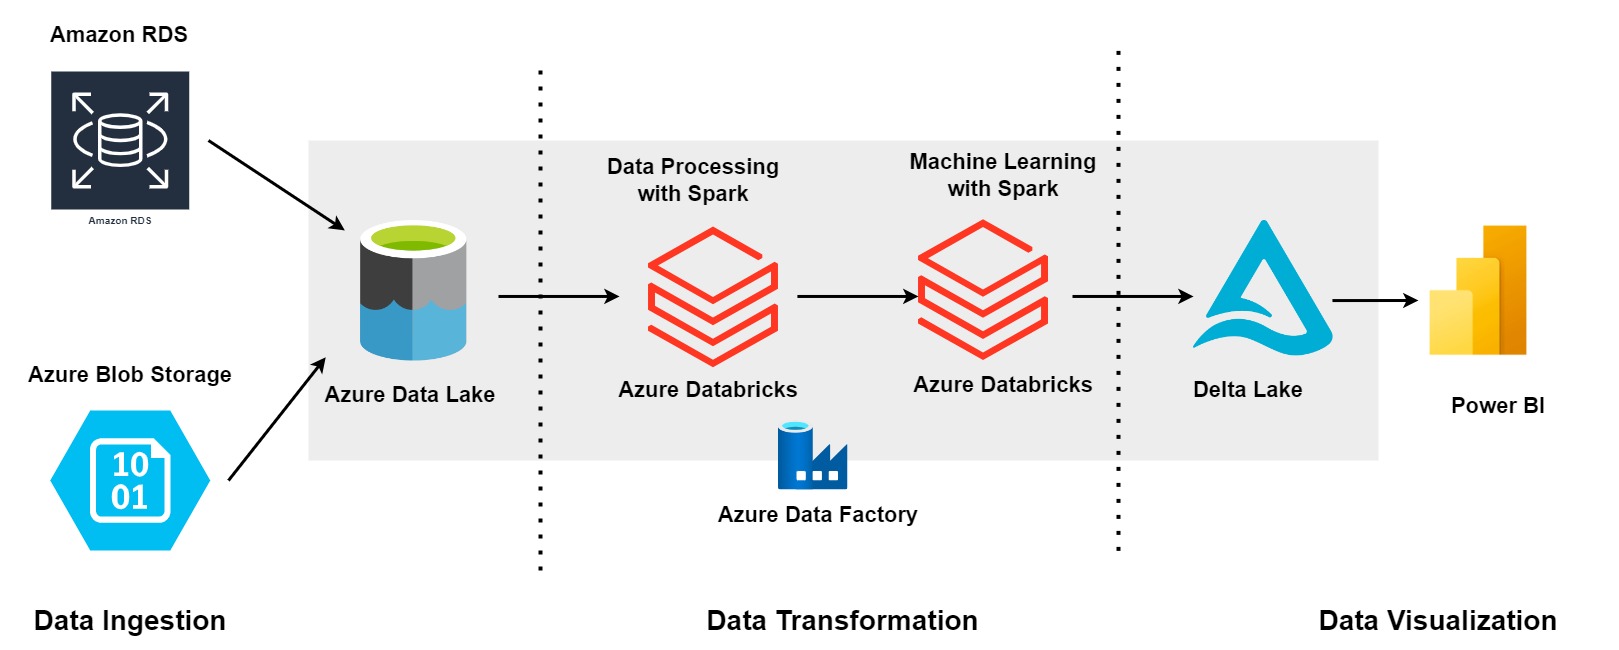 Amazon RDS
Amazon RDS
Azure Blob Storage
10
01
Data Ingestion
Azure Data Lake
Data Processing
with Spark
Azure Databricks
Machine Learning
with Spark
Azure Databricks
Azure Data Factory
Data Transformation
Delta Lake
Power BI
Data Visualization